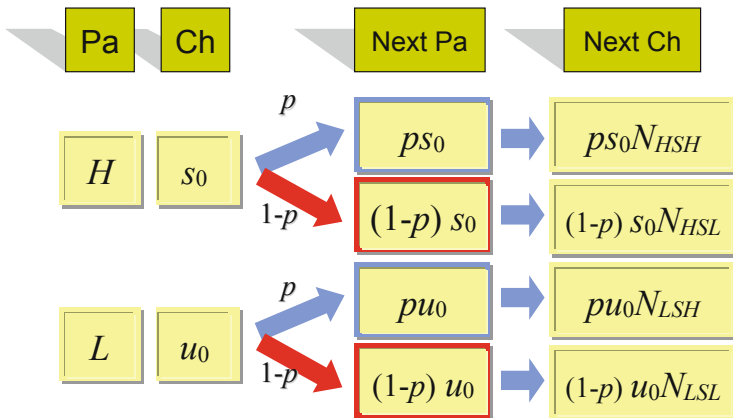 Pa Ch Next Pa Next Ch
p
H s0 ps0 ps0NHSH
1-p (1-p) s0 (1-p) s0NHSL
p
L u0 pu0 pu0NLSH
1-p (1-p) u0 (1-p) u0NLSL